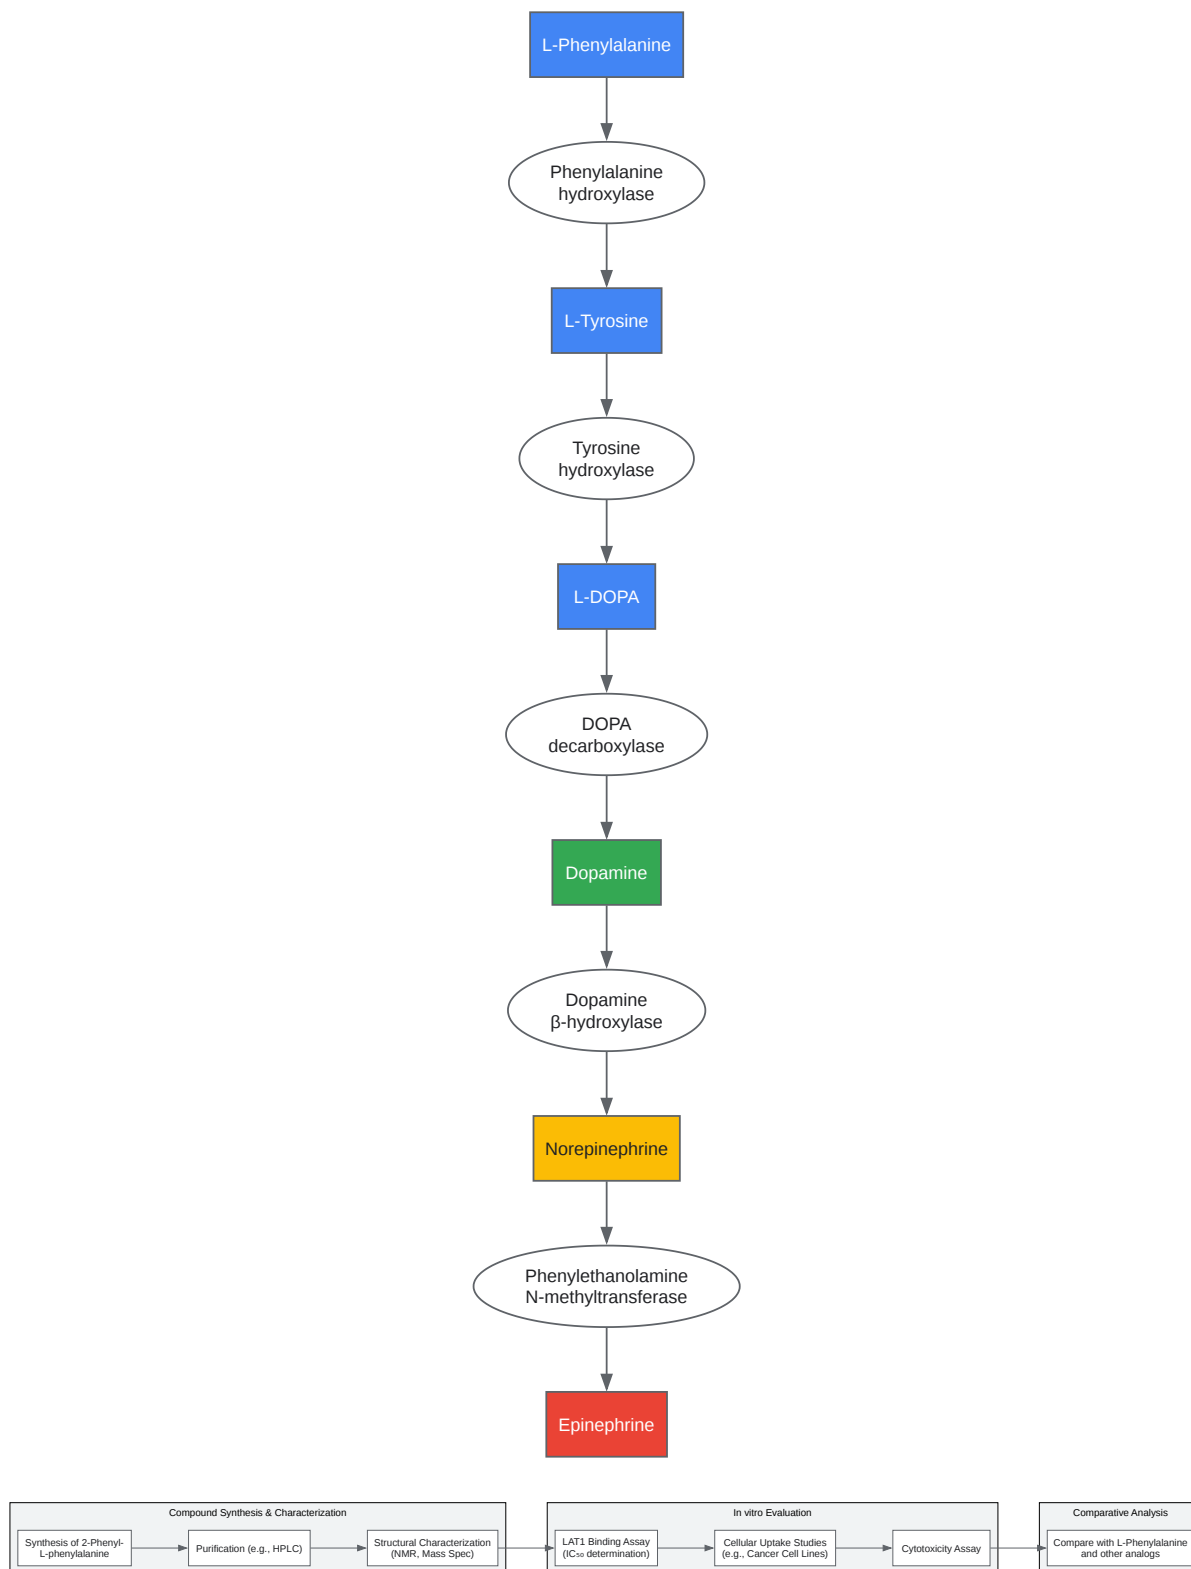 L-Phenylalanine
Phenylalanine
hydroxylase
L-Tyrosine
Tyrosine
hydroxylase
L-DOPA
DOPA
decarboxylase
Dopamine
Dopamine
β-hydroxylase
Norepinephrine
Phenylethanolamine
N-methyltransferase
Epinephrine
Compound Synthesis & Characterization
Synthesis of 2-Phenyl-
L-phenylalanine
Purification (e.g., HPLC)
Structural Characterization
(NMR, Mass Spec)
In vitro Evaluation
LAT1 Binding Assay
(IC₅₀ determination)
Cellular Uptake Studies
(e.g., Cancer Cell Lines)
Cytotoxicity Assay
Comparative Analysis
Compare with L-Phenylalanine
and other analogs